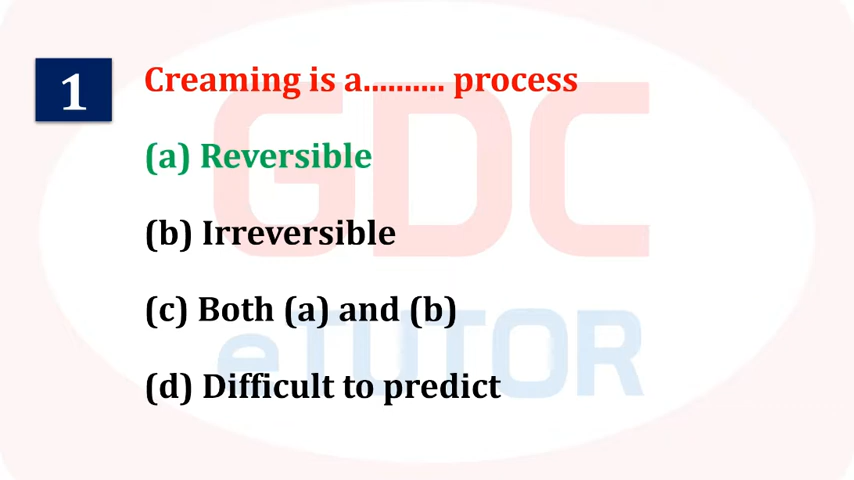 1
Creaming is a.......... process
(a) Reversible
(b) Irreversible
(c) Both (a) and (b)
(d) Difficult to predict
GDC
eTUTOR